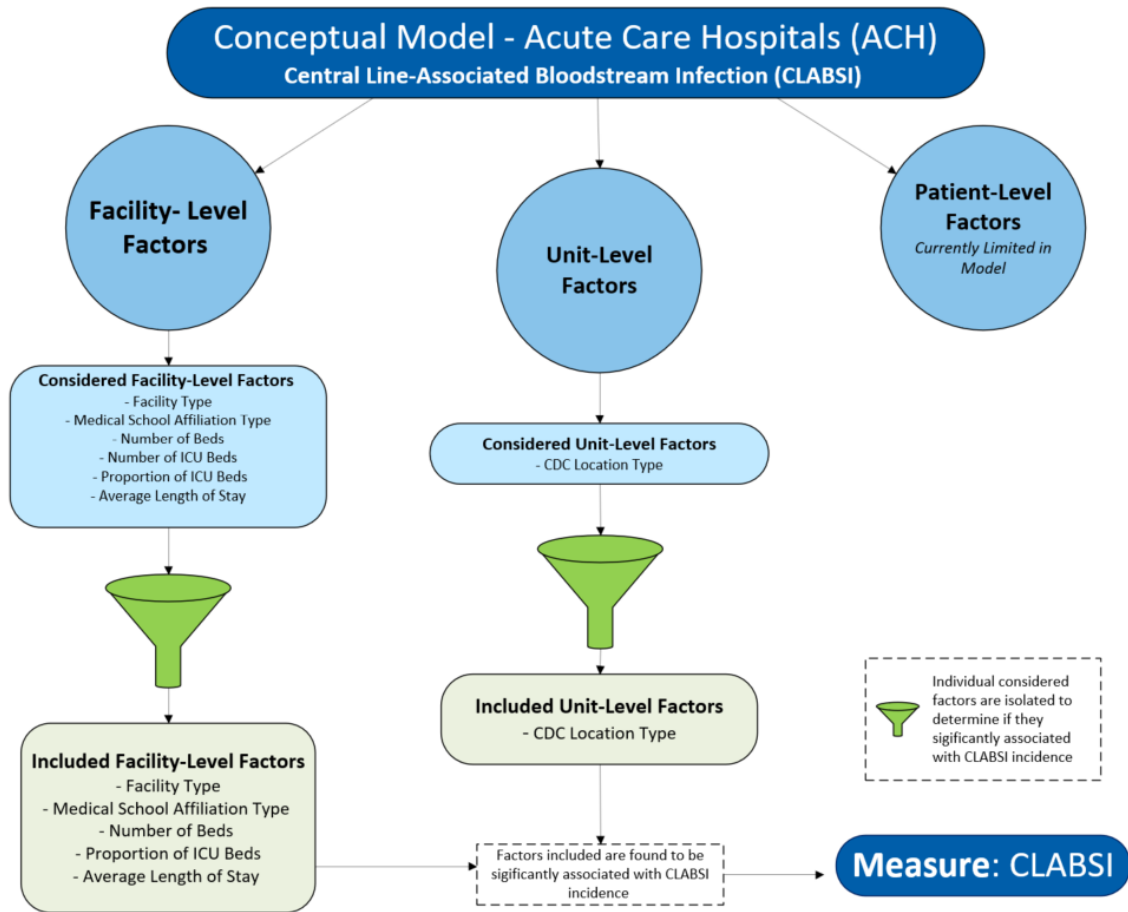 Conceptual Model - Acute Care Hospitals (ACH)
Central Line-Associated Bloodstream Infection (CLABSI)
Facility- Level
Factors
Unit-Level
Factors
Patient-Level
Factors
Currently Limited in
Model
Considered Facility-Level Factors
- Facility Type
- Medical School Affiliation Type
- Number of Beds
- Number of ICU Beds
- Proportion of ICU Beds
- Average Length of Stay
Considered Unit-Level Factors
- CDC Location Type
Included Facility-Level Factors
- Facility Type
- Medical School Affiliation Type
- Number of Beds
- Proportion of ICU Beds
- Average Length of Stay
Included Unit-Level Factors
- CDC Location Type
Individual considered
factors are isolated to
determine if they
sigificantly associated
with CLABSI incidence
Factors included are found to be
sigificantly associated with CLABSI
incidence
Measure: CLABSI